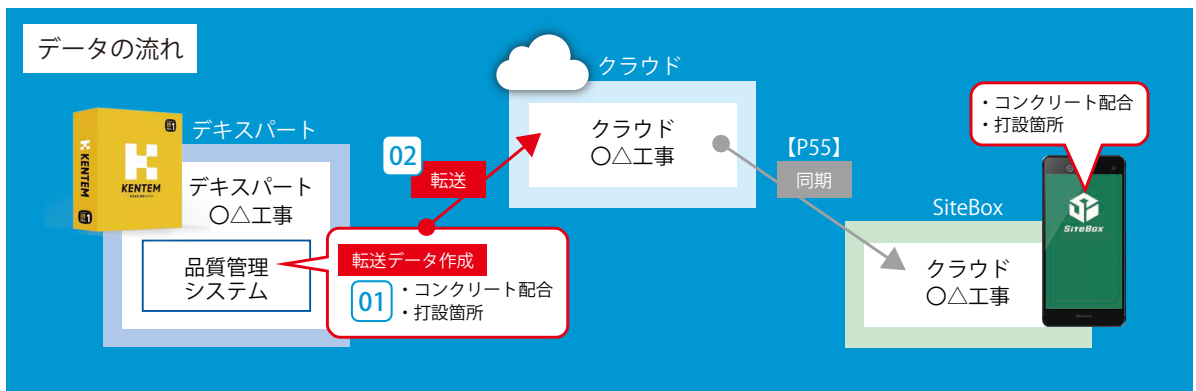 データの流れ
クラウド
デキスパート
KENTEM
KENTEM
デキスパート
〇△工事
品質管理
システム
02
転送
転送データ作成
01
・コンクリート配合
・打設箇所
クラウド
〇△工事
【P55】
同期
・コンクリート配合
・打設箇所
SiteBox
SiteBox
クラウド
〇△工事